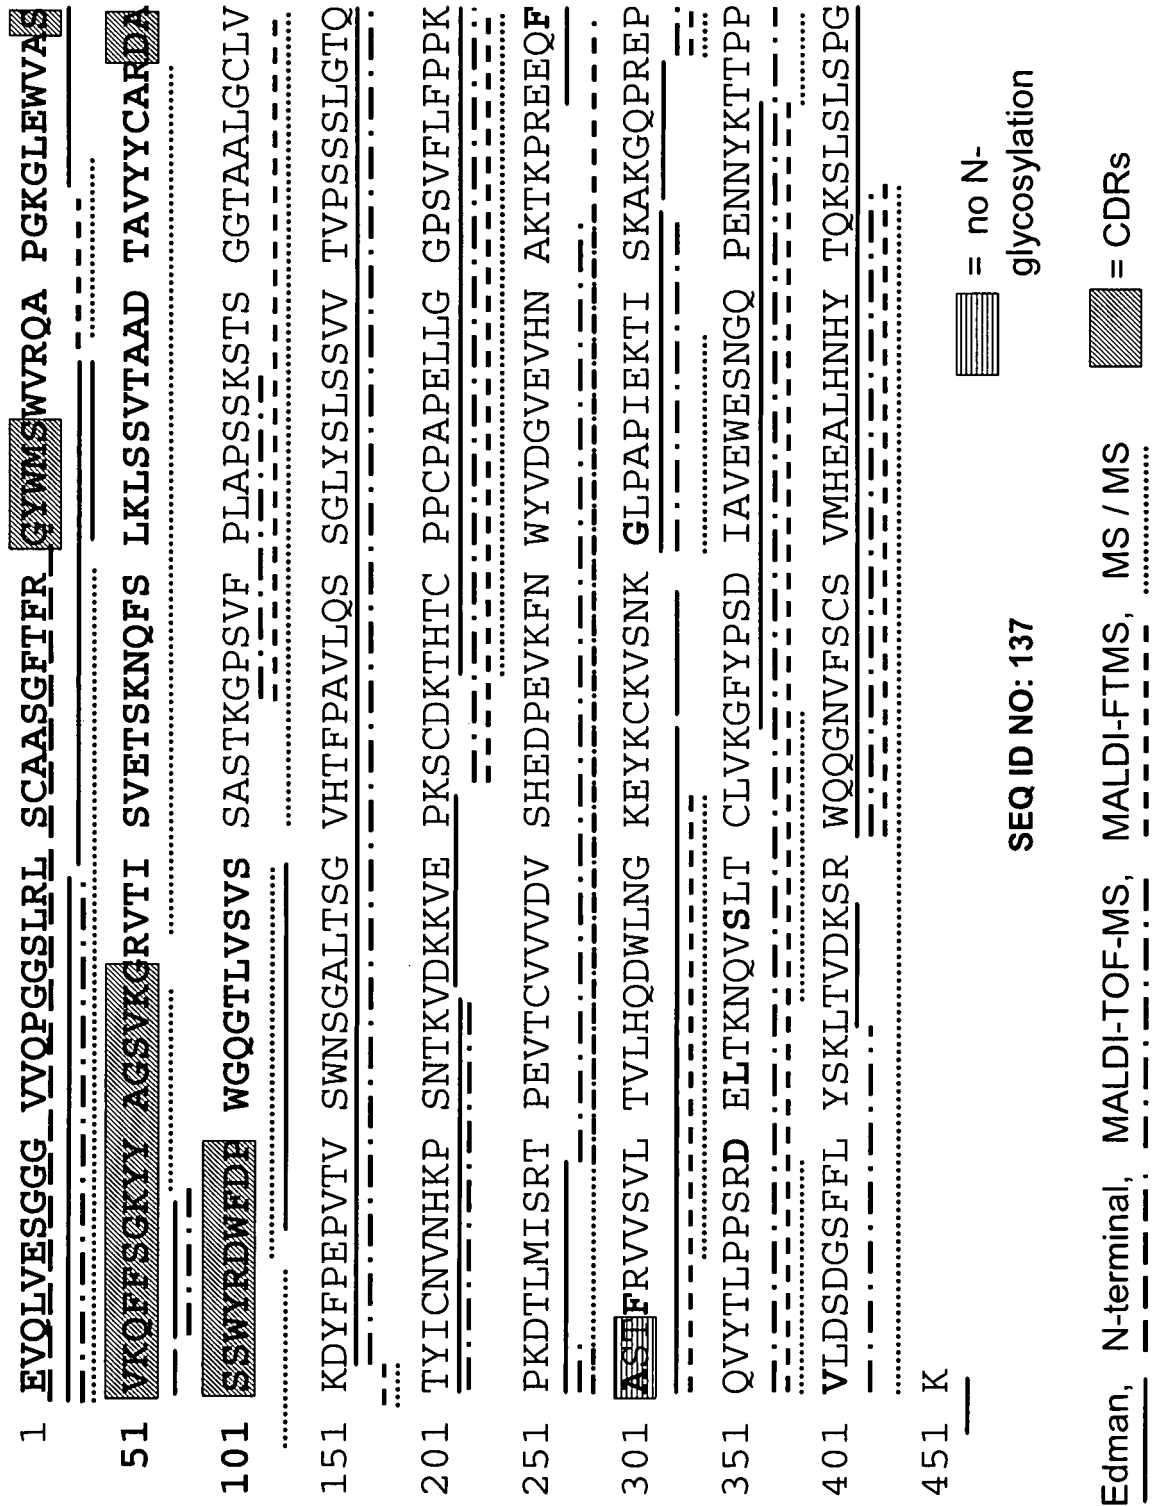 1 EVQLVESGGG VVQPGGSLRL SCAASGFTFR GYWMSWVRQA PGKGLEWVAS
51 VKQFFSGKYY AGSVKGRVTI SVETSKNQFS LKLSSVTAAD TAVYYCARDA
101 SSWYRDWFDP WGQGTLVSVS SASTKGPSVF PLAPSSKSTS GGTAALGCLV
151 KDYFPEPVTV SWNSGALTSG VHTFPAVLQS SGLYSLSSVV TVPSSSLGTQ
201 TYICNVNHKP SNTKVDKKVE PKSCDKTHTC PPCPAPELLG GPSVFLFPPK
251 PKDTLMISRT PEVTCVVVDV SHEDPEVKFN WYVDGVEVHN AKTKPREEQF
301 ASTFRVVSVL TVLHQDWLNG KEYKCKVSNK GLPAPIEKTI SKAKGQPREP
351 QVYTLPPSRD ELTKNQVSLT CLVKGFYPSD IAVEWESNGQ PENNYKTTPP
401 VLDSDGSFFL YSKLTVDKSR WQQGNVFSCS VMHEALHNHY TQKSLSLSPG
451 K
SEQ ID NO: 137
= no N-
glycosylation
Edman, N-terminal, MALDI-TOF-MS, MALDI-FTMS, MS / MS = CDRs